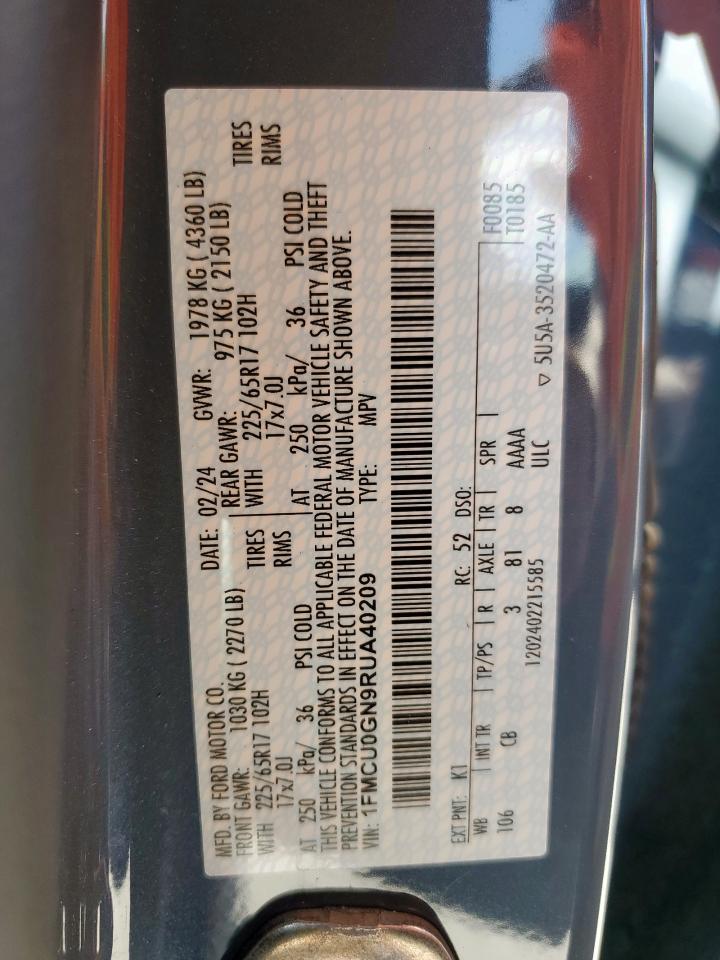 MFD. BY FORD MOTOR CO. DATE: 02/24 GVWR: 1978 KG ( 4360 LB)
FRONT GAWR: 1030 KG ( 2270 LB) REAR GAWR: 975 KG ( 2150 LB)
WITH 225/65R17 102H TIRES WITH 225/65R17 102H TIRES
17x7.0J RIMS 17x7.0J RIMS
AT 250 kPa/ 36 PSI COLD AT 250 kPa/ 36 PSI COLD
THIS VEHICLE CONFORMS TO ALL APPLICABLE FEDERAL MOTOR VEHICLE SAFETY AND THEFT
PREVENTION STANDARDS IN EFFECT ON THE DATE OF MANUFACTURE SHOWN ABOVE.
VIN: 1FMCU0GN9RUA40209 TYPE: MPV
EXT PNT: K1 RC: 52 DSO:
WB INT TR TP/PS R AXLE TR SPR F0085
106 CB 3 81 8 AAAA T0185
1202402215585 ULC
▽ 5U5A-3520472-AA